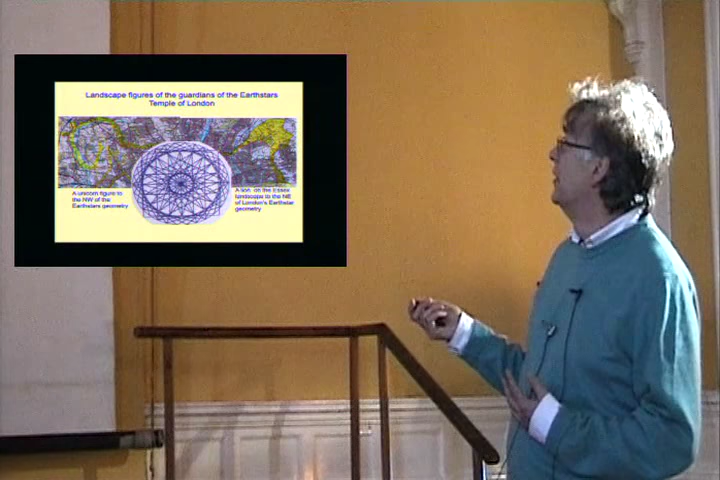 Landscape figures of the guardians of the Earthstars
Temple of London
A unicorn figure to
the NW of the
Earthstars geometry
A lion on the Essex
landscape to the NE
of London's Earthstar
geometry